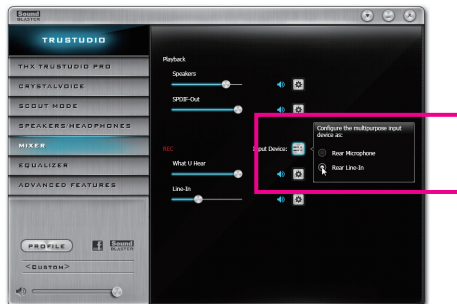 Sound
BLASTER
TRUSTUDIO
THX TRUSTUDIO PRO
CRYSTALVOICE
SCOUT MODE
SPEAKERS/HEADPHONES
MIXER
EQUALIZER
ADVANCED FEATURES
PROFILE
f
Sound
BLASTER
<CUSTOM>
Playback
Speakers
SPDIF-Out
REC
Input Device:
What U Hear
Line-In
Configure the multipurpose input
device as:
Rear Microphone
Rear Line-In